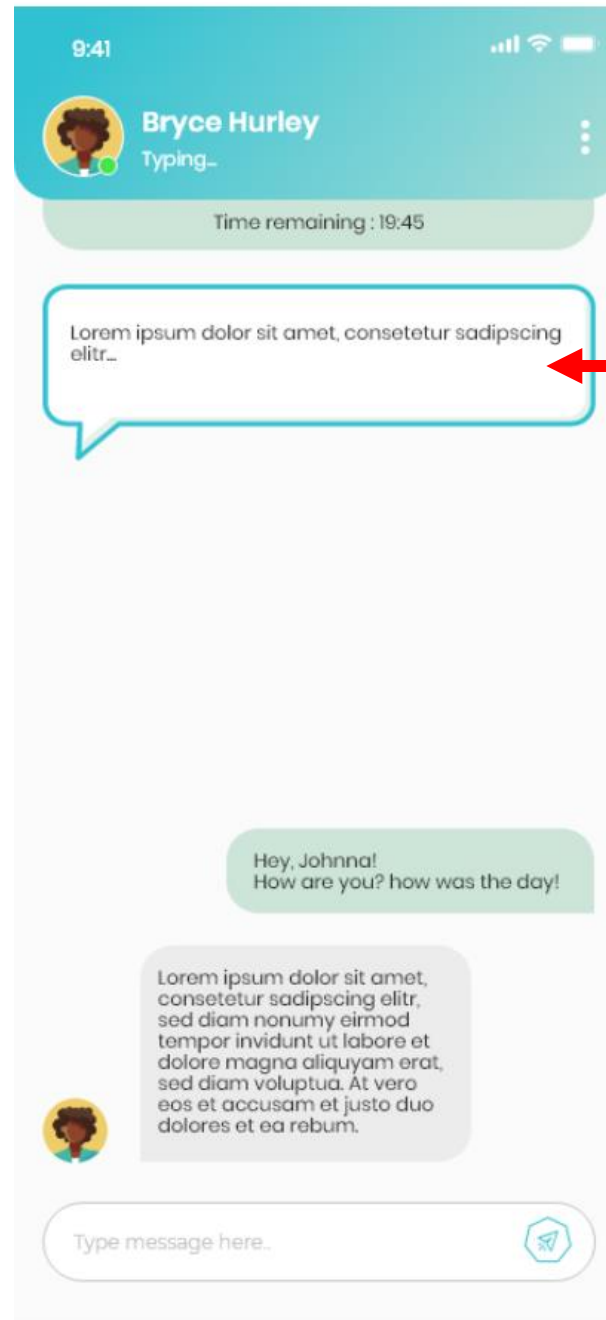 9:41
Bryce Hurley
Typing...
Time remaining : 19:45
Lorem ipsum dolor sit amet, consetetur sadipscing
elitr...
Hey, Johnna!
How are you? how was the day!
Lorem ipsum dolor sit amet,
consetetur sadipscing elitr,
sed diam nonumy eirmod
tempor invidunt ut labore et
dolore magna aliquyam erat,
sed diam voluptua. At vero
eos et accusam et justo duo
dolores et ea rebum.
Type message here..